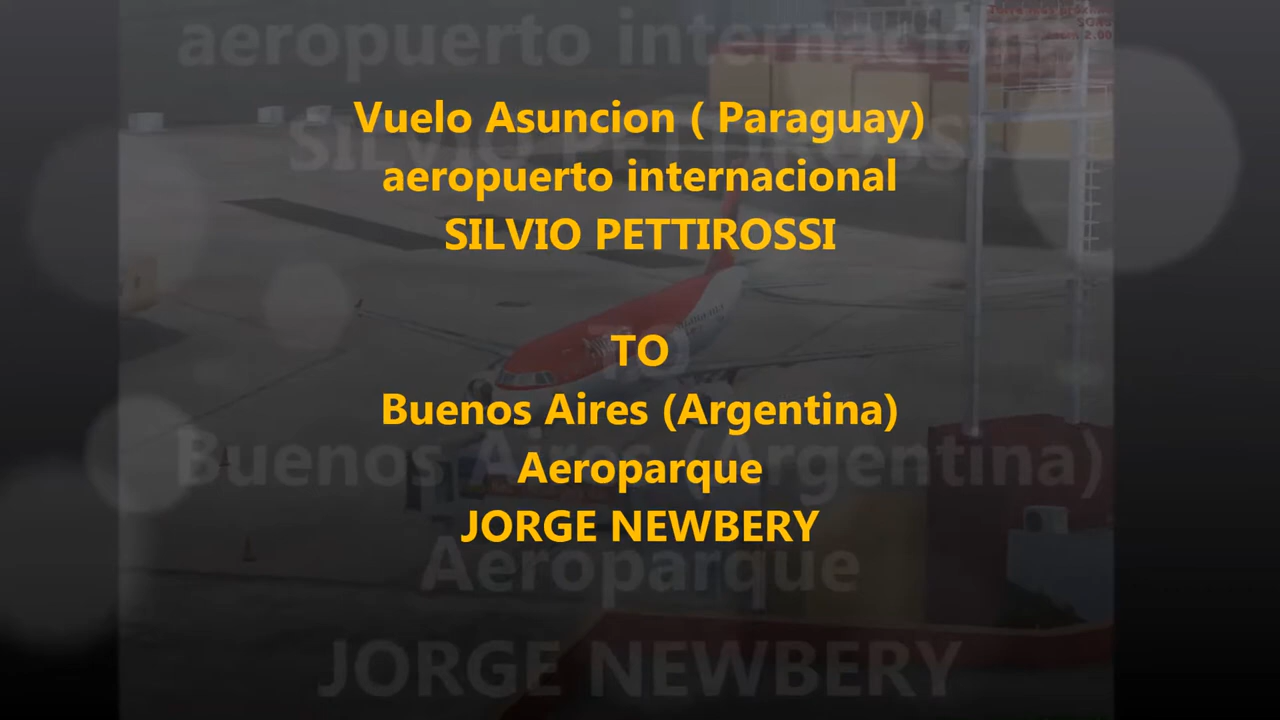 Vuelo Asuncion ( Paraguay)
aeropuerto internacional
SILVIO PETTIROSSI
TO
Buenos Aires (Argentina)
Aeroparque
JORGE NEWBERY